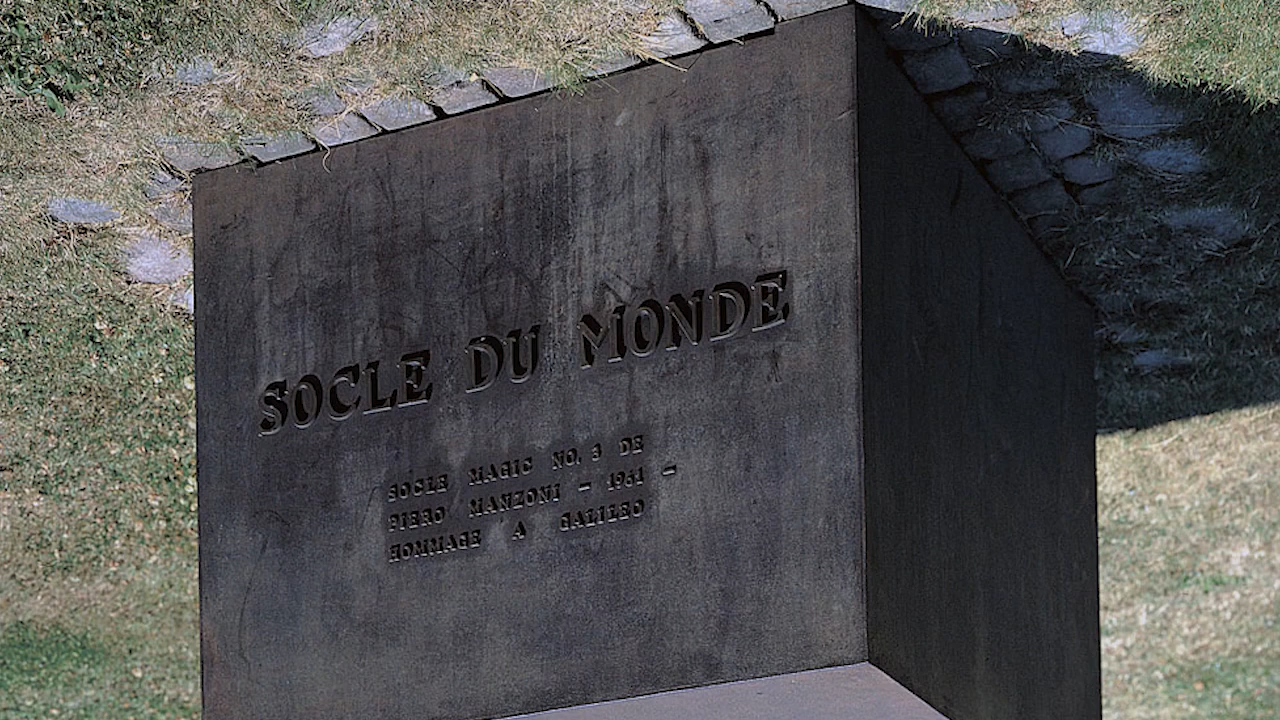 SOCLE DU MONDE
SOCLE MAGIC NO. 3 DE
PIERO MANZONI - 1961 -
HOMMAGE A GALILEO